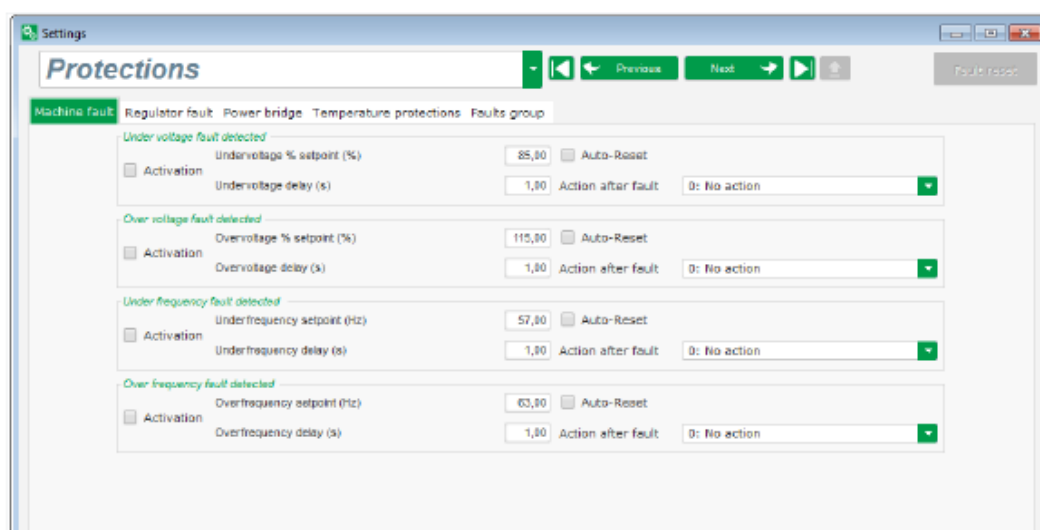 Settings
Protections
Previous Next Fault reset
Machine fault Regulator fault Power bridge Temperature protections Faults group
Under voltage fault detected
Activation
Undervoltage % setpoint (%) 85,00 Auto-Reset
Undervoltage delay (s) 1,00 Action after fault 0: No action
Over voltage fault detected
Activation
Overvoltage % setpoint (%) 115,00 Auto-Reset
Overvoltage delay (s) 1,00 Action after fault 0: No action
Under frequency fault detected
Activation
Underfrequency setpoint (Hz) 57,00 Auto-Reset
Underfrequency delay (s) 1,00 Action after fault 0: No action
Over frequency fault detected
Activation
Overfrequency setpoint (Hz) 63,00 Auto-Reset
Overfrequency delay (s) 1,00 Action after fault 0: No action